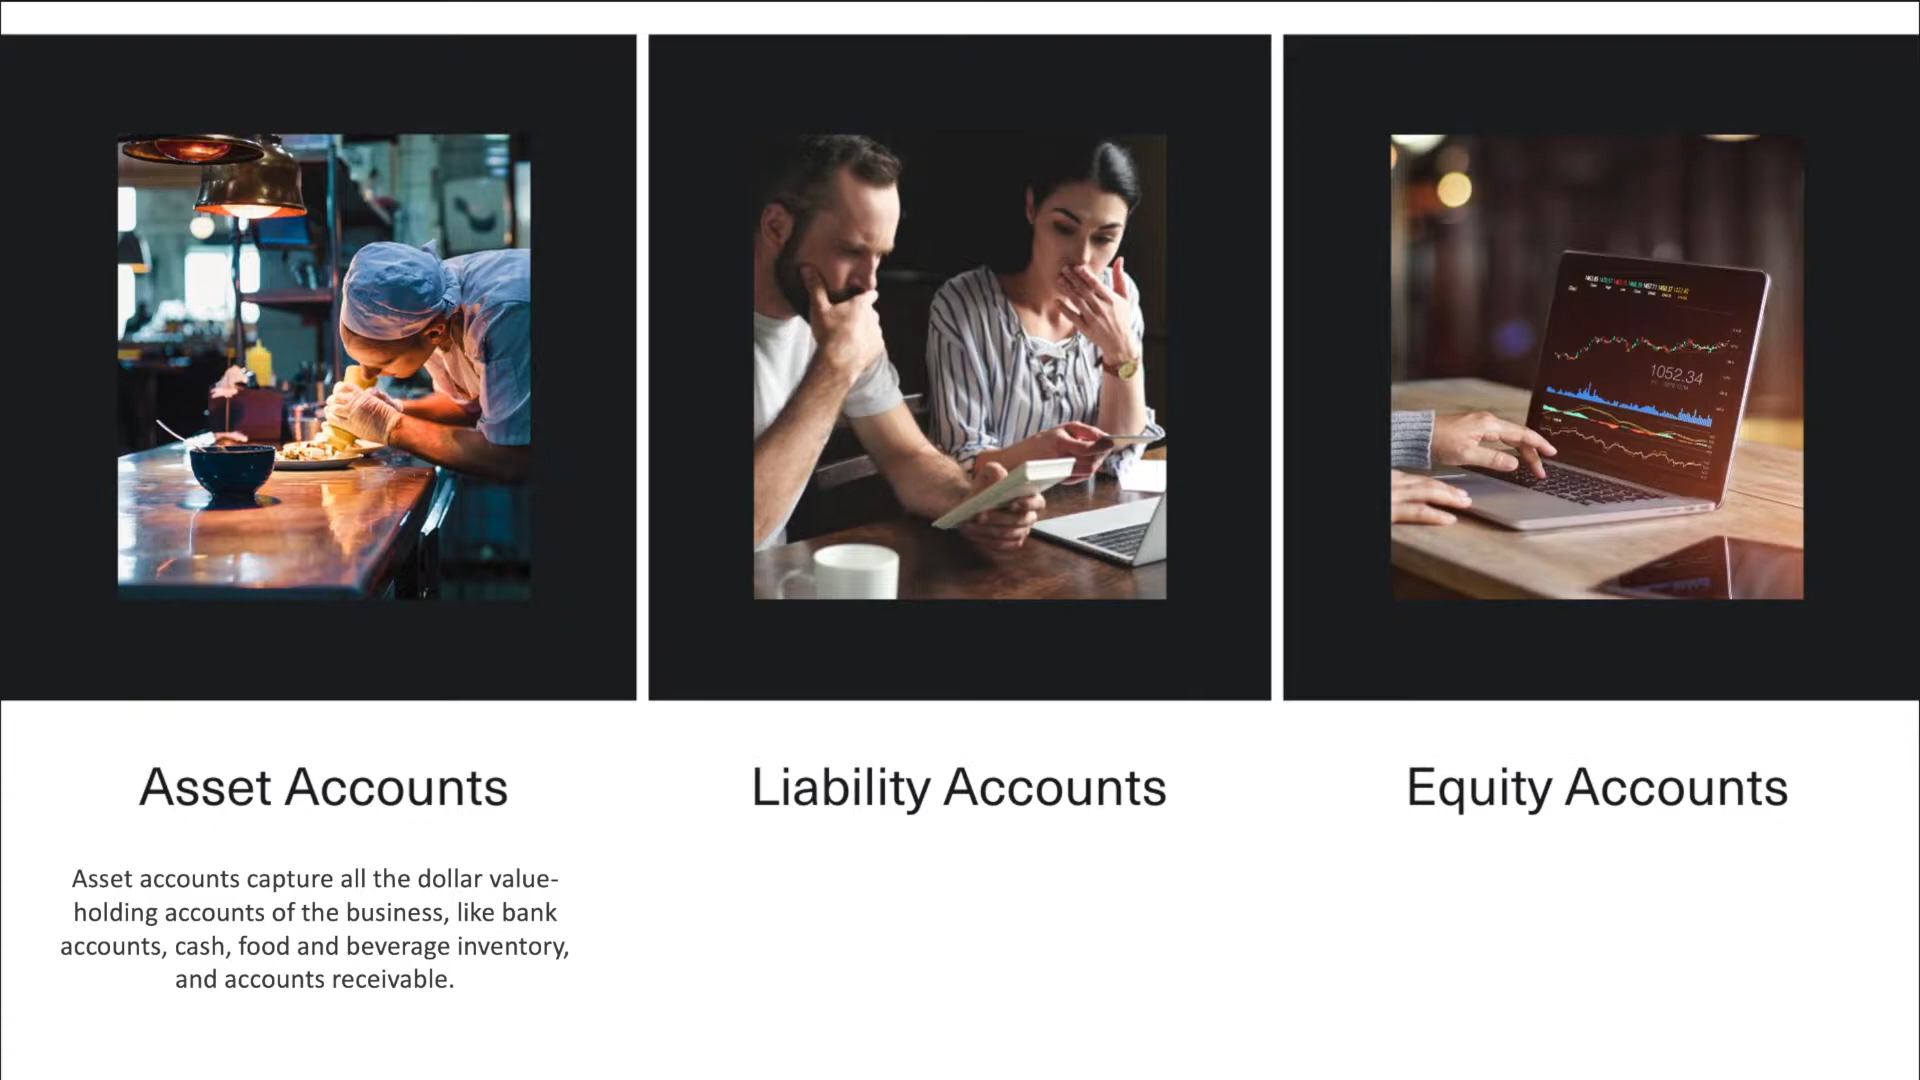 1052.34
Asset Accounts
Liability Accounts
Equity Accounts
Asset accounts capture all the dollar value-
holding accounts of the business, like bank
accounts, cash, food and beverage inventory,
and accounts receivable.